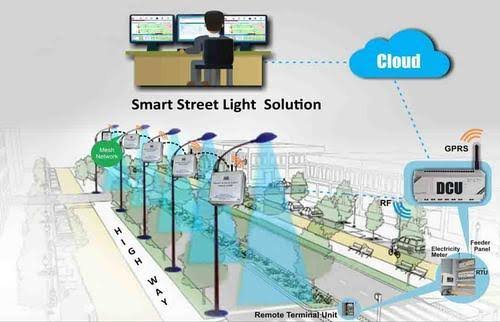 Cloud
Smart Street Light Solution
GPRS
Mesh
Network
DCU
RF
Electricity
Meter
Feeder
Panel
RTU
HIGH WAY
Remote Terminal Unit